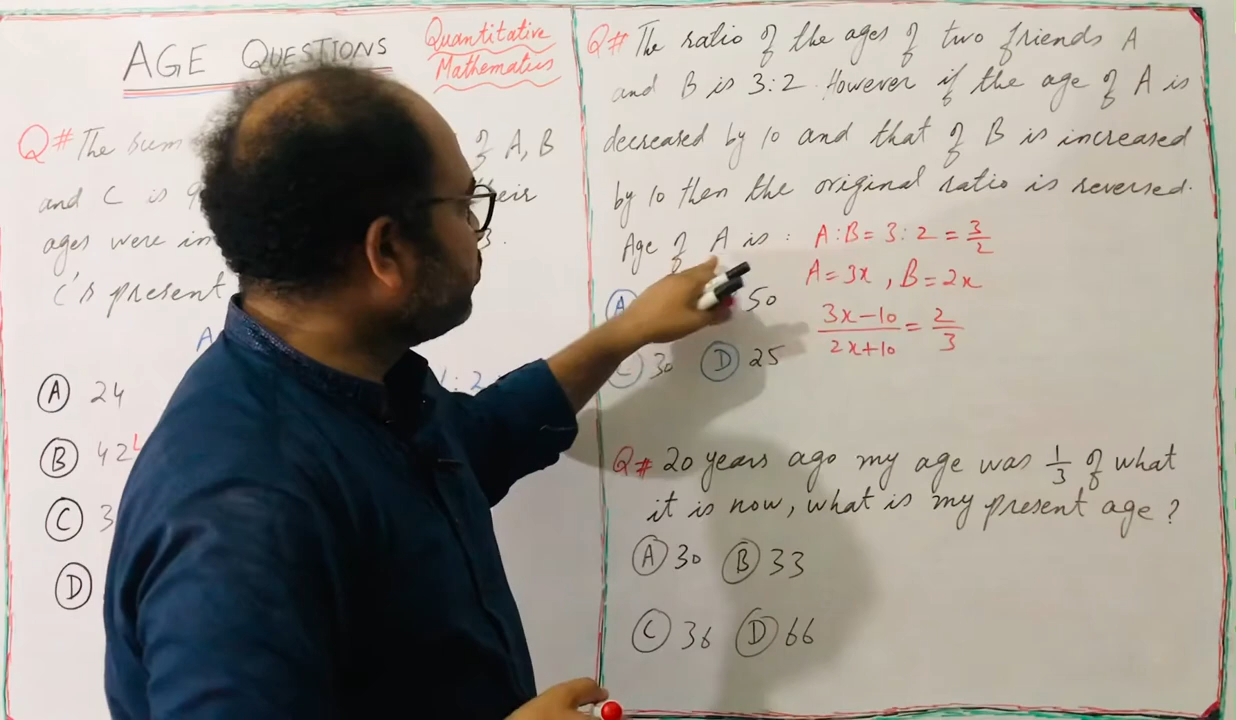 AGE QUESTIONS
Quantitative
Mathematics
Q# The sum of A, B
and C is 9 their
ages were in 3.
C's present
A
1:2
(A) 24
(B) 42
(C) 3
(D)
Q# The ratio of the ages of two friends A
and B is 3:2. However if the age of A is
decreased by 10 and that of B is increased
by 10 then the original ratio is reversed.
Age of A is :
A:B = 3:2 = 3/2
A = 3x , B = 2x
3x-10/2x+10 = 2/3
(A) 50
(C) 30 (D) 25
Q# 20 years ago my age was 1/3 of what
it is now, what is my present age ?
(A) 30 (B) 33
(C) 36 (D) 66